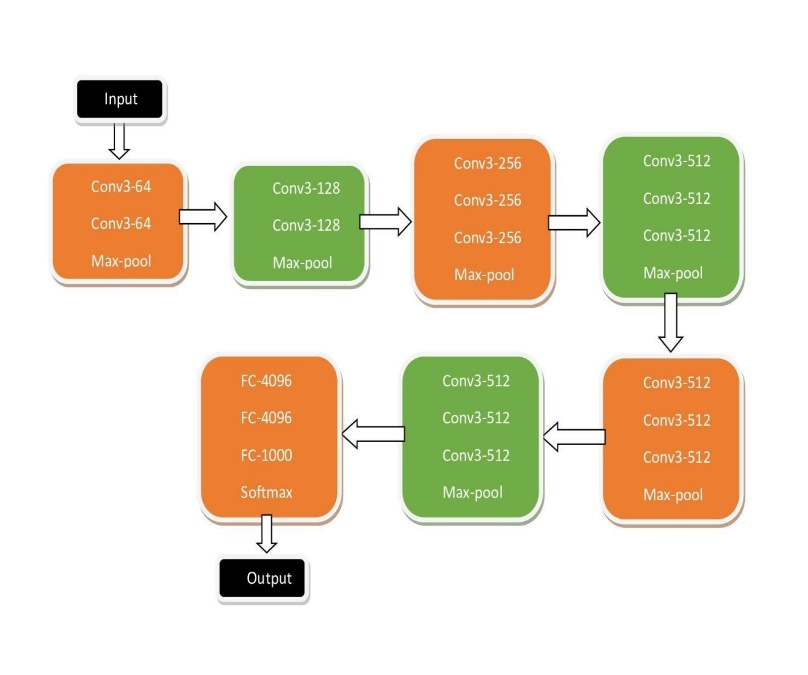 Input
Conv3-64
Conv3-64
Max-pool
Conv3-128
Conv3-128
Max-pool
Conv3-256
Conv3-256
Conv3-256
Max-pool
Conv3-512
Conv3-512
Conv3-512
Max-pool
Conv3-512
Conv3-512
Conv3-512
Max-pool
Conv3-512
Conv3-512
Conv3-512
Max-pool
FC-4096
FC-4096
FC-1000
Softmax
Output